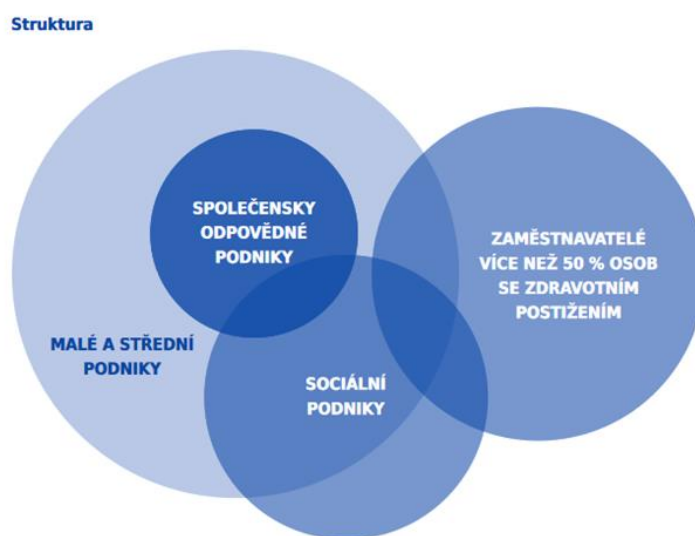 Struktura
SPOLEČENSKY
ODPOVĚDNÉ
PODNIKY
ZAMĚSTNAVATELÉ
VÍCE NEŽ 50 % OSOB
SE ZDRAVOTNÍM
POSTIŽENÍM
MALÉ A STŘEDNÍ
PODNIKY
SOCIÁLNÍ
PODNIKY